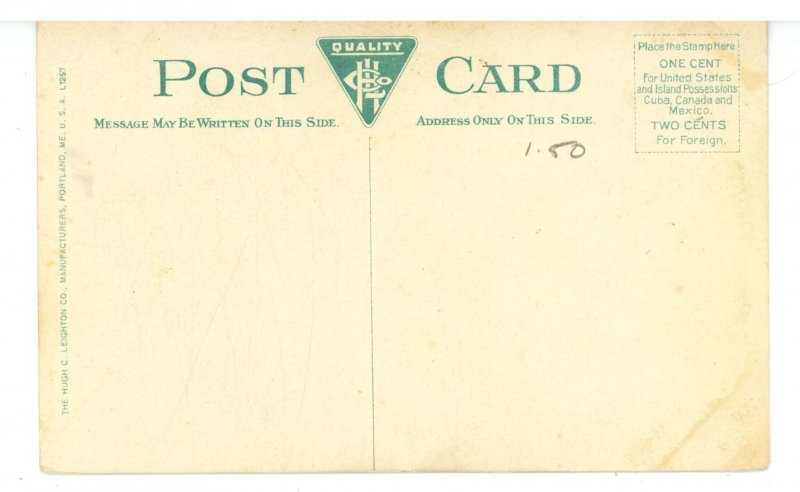 POST CARD
QUALITY
MESSAGE MAY BE WRITTEN ON THIS SIDE.
ADDRESS ONLY ON THIS SIDE.
Place the Stamp Here
ONE CENT
For United States
and Island Possessions
Cuba, Canada and
Mexico.
TWO CENTS
For Foreign.
1.50
THE HUGH C. LEIGHTON CO., MANUFACTURERS, PORTLAND, ME. U. S. A. L1257